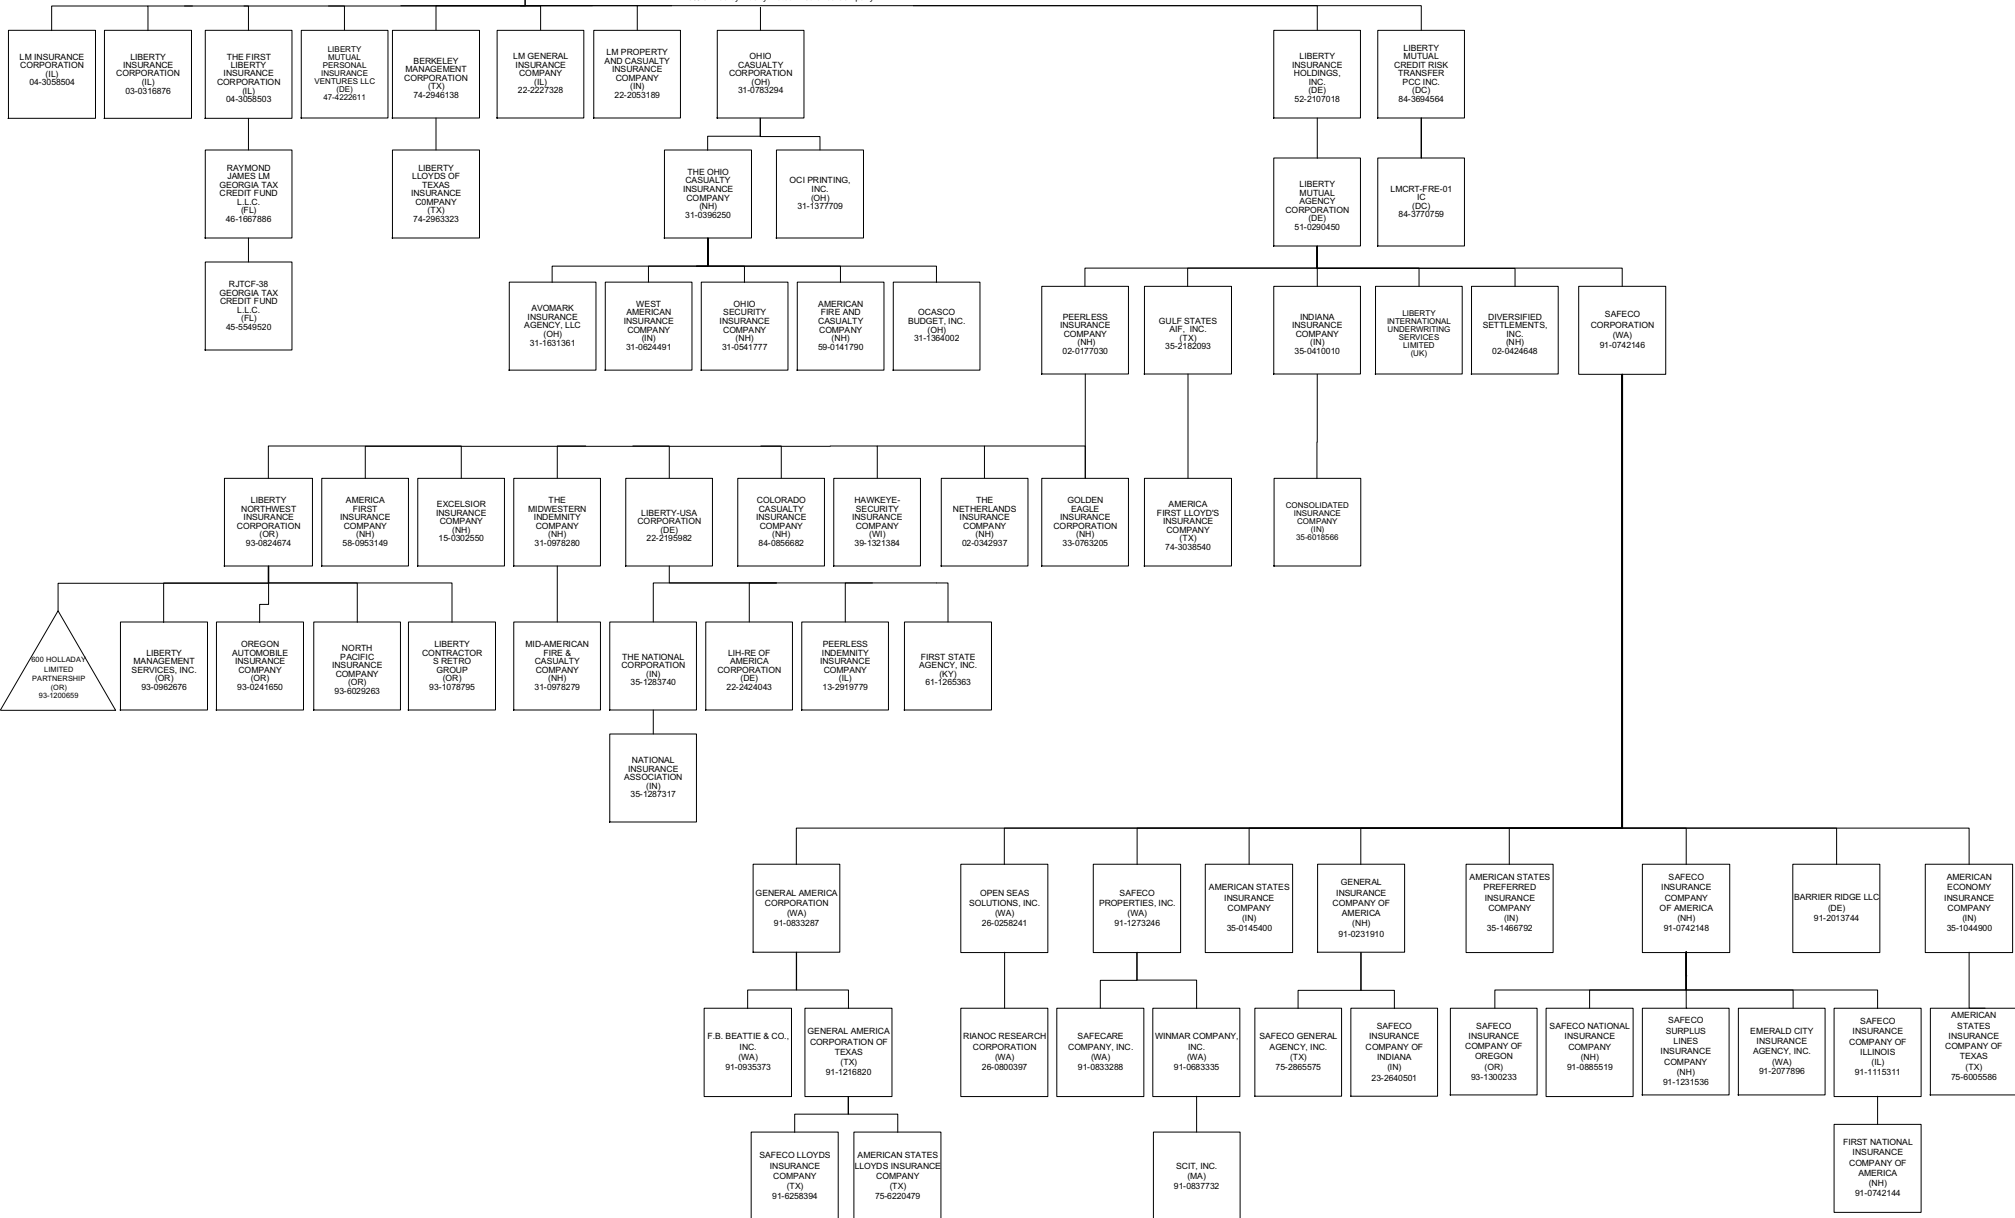 LM INSURANCE
CORPORATION
(IL)
04-3058504
LIBERTY
INSURANCE
CORPORATION
(IL)
03-0316876
THE FIRST
LIBERTY
INSURANCE
CORPORATION
(IL)
04-3058503
LIBERTY
MUTUAL
PERSONAL
INSURANCE
VENTURES LLC
(DE)
47-4222611
BERKELEY
MANAGEMENT
CORPORATION
(TX)
74-2946138
LM GENERAL
INSURANCE
COMPANY
(IL)
22-2227328
LM PROPERTY
AND CASUALTY
INSURANCE
COMPANY
(IN)
22-2053189
OHIO
CASUALTY
CORPORATION
(OH)
31-0783294
LIBERTY
INSURANCE
HOLDINGS,
INC.
(DE)
52-2107018
LIBERTY
MUTUAL
CREDIT RISK
TRANSFER
PCC INC.
(DC)
84-3694564
RAYMOND
JAMES LM
GEORGIA TAX
CREDIT FUND
L.L.C.
(FL)
46-1667886
LIBERTY
LLOYDS OF
TEXAS
INSURANCE
C0MPANY
(TX)
74-2963323
THE OHIO
CASUALTY
INSURANCE
COMPANY
(NH)
31-0396250
OCI PRINTING,
INC.
(OH)
31-1377709
LIBERTY
MUTUAL
AGENCY
CORPORATION
(DE)
51-0290450
LMCRT-FRE-01
IC
(DC)
84-3770759
RJTCF-38
GEORGIA TAX
CREDIT FUND
L.L.C.
(FL)
45-5549520
AVOMARK
INSURANCE
AGENCY, LLC
(OH)
31-1631361
WEST
AMERICAN
INSURANCE
COMPANY
(IN)
31-0624491
OHIO
SECURITY
INSURANCE
COMPANY
(NH)
31-0541777
AMERICAN
FIRE AND
CASUALTY
COMPANY
(NH)
59-0141790
OCASCO
BUDGET, INC.
(OH)
31-1364002
PEERLESS
INSURANCE
COMPANY
(NH)
02-0177030
GULF STATES
AIF, INC.
(TX)
35-2182093
INDIANA
INSURANCE
COMPANY
(IN)
35-0410010
LIBERTY
INTERNATIONAL
UNDERWRITING
SERVICES
LIMITED
(UK)
DIVERSIFIED
SETTLEMENTS,
INC.
(NH)
02-0424648
SAFECO
CORPORATION
(WA)
91-0742146
LIBERTY
NORTHWEST
INSURANCE
CORPORATION
(OR)
93-0824674
AMERICA
FIRST
INSURANCE
COMPANY
(NH)
58-0953149
EXCELSIOR
INSURANCE
COMPANY
(NH)
15-0302550
THE
MIDWESTERN
INDEMNITY
COMPANY
(NH)
31-0978280
LIBERTY-USA
CORPORATION
(DE)
22-2195982
COLORADO
CASUALTY
INSURANCE
COMPANY
(NH)
84-0856682
HAWKEYE-
SECURITY
INSURANCE
COMPANY
(WI)
39-1321384
THE
NETHERLANDS
INSURANCE
COMPANY
(NH)
02-0342937
GOLDEN
EAGLE
INSURANCE
CORPORATION
(NH)
33-0763205
AMERICA
FIRST LLOYD'S
INSURANCE
COMPANY
(TX)
74-3038540
CONSOLIDATED
INSURANCE
COMPANY
(IN)
35-6018566
600 HOLLADAY
LIMITED
PARTNERSHIP
(OR)
93-1200659
LIBERTY
MANAGEMENT
SERVICES, INC.
(OR)
93-0962676
OREGON
AUTOMOBILE
INSURANCE
COMPANY
(OR)
93-0241650
NORTH
PACIFIC
INSURANCE
COMPANY
(OR)
93-6029263
LIBERTY
CONTRACTOR
S RETRO
GROUP
(OR)
93-1078795
MID-AMERICAN
FIRE &
CASUALTY
COMPANY
(NH)
31-0978279
THE NATIONAL
CORPORATION
(IN)
35-1283740
LIH-RE OF
AMERICA
CORPORATION
(DE)
22-2424043
PEERLESS
INDEMNITY
INSURANCE
COMPANY
(IL)
13-2919779
FIRST STATE
AGENCY, INC.
(KY)
61-1265363
NATIONAL
INSURANCE
ASSOCIATION
(IN)
35-1287317
GENERAL AMERICA
CORPORATION
(WA)
91-0833287
OPEN SEAS
SOLUTIONS, INC.
(WA)
26-0258241
SAFECO
PROPERTIES, INC.
(WA)
91-1273246
AMERICAN STATES
INSURANCE
COMPANY
(IN)
35-0145400
GENERAL
INSURANCE
COMPANY OF
AMERICA
(NH)
91-0231910
AMERICAN STATES
PREFERRED
INSURANCE
COMPANY
(IN)
35-1466792
SAFECO
INSURANCE
COMPANY
OF AMERICA
(NH)
91-0742148
BARRIER RIDGE LLC
(DE)
91-2013744
AMERICAN
ECONOMY
INSURANCE
COMPANY
(IN)
35-1044900
F.B. BEATTIE & CO.,
INC.
(WA)
91-0935373
GENERAL AMERICA
CORPORATION OF
TEXAS
(TX)
91-1216820
RIANOC RESEARCH
CORPORATION
(WA)
26-0800397
SAFECARE
COMPANY, INC.
(WA)
91-0833288
WINMAR COMPANY,
INC.
(WA)
91-0683335
SAFECO GENERAL
AGENCY, INC.
(TX)
75-2865575
SAFECO
INSURANCE
COMPANY OF
INDIANA
(IN)
23-2640501
SAFECO
INSURANCE
COMPANY OF
OREGON
(OR)
93-1300233
SAFECO NATIONAL
INSURANCE
COMPANY
(NH)
91-0885519
SAFECO
SURPLUS
LINES
INSURANCE
COMPANY
(NH)
91-1231536
EMERALD CITY
INSURANCE
AGENCY, INC.
(WA)
91-2077896
SAFECO
INSURANCE
COMPANY OF
ILLINOIS
(IL)
91-1115311
AMERICAN
STATES
INSURANCE
COMPANY OF
TEXAS
(TX)
75-6005586
SAFECO LLOYDS
INSURANCE
COMPANY
(TX)
91-6258394
AMERICAN STATES
LLOYDS INSURANCE
COMPANY
(TX)
75-6220479
SCIT, INC.
(MA)
91-0837732
FIRST NATIONAL
INSURANCE
COMPANY OF
AMERICA
(NH)
91-0742144